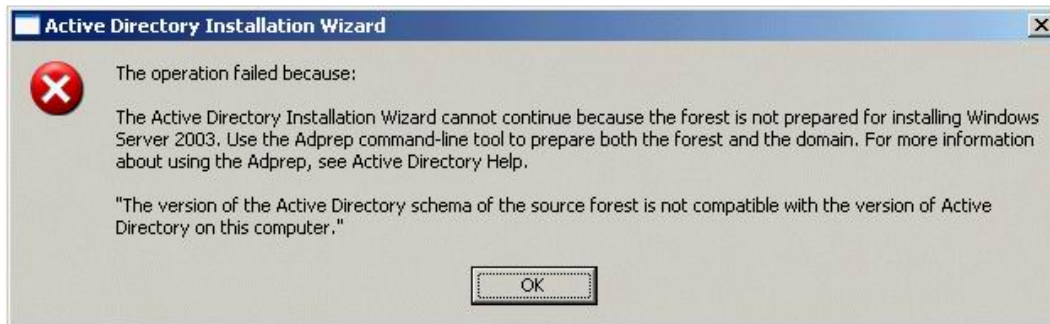 Active Directory Installation Wizard
The operation failed because:
The Active Directory Installation Wizard cannot continue because the forest is not prepared for installing Windows
Server 2003. Use the Adprep command-line tool to prepare both the forest and the domain. For more information
about using the Adprep, see Active Directory Help.
"The version of the Active Directory schema of the source forest is not compatible with the version of Active
Directory on this computer."
OK